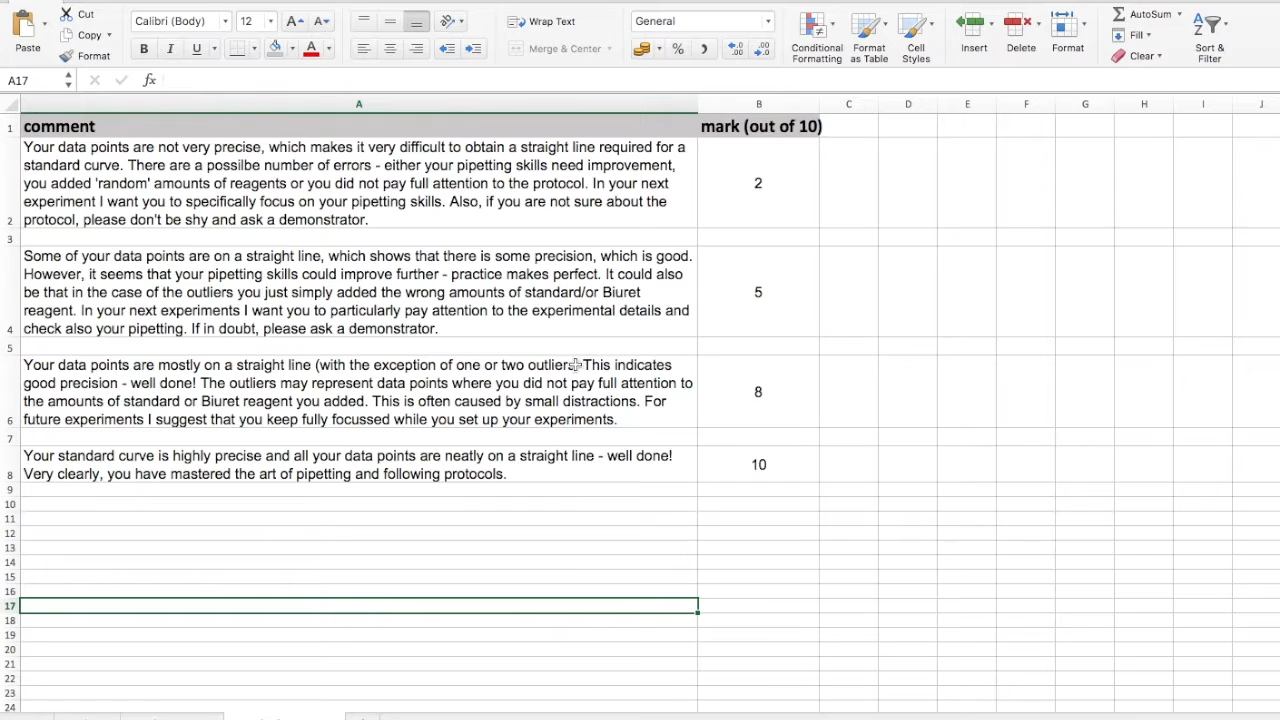 Cut
Calibri (Body) 12 A A Wrap Text General AutoSum
Copy Fill
Paste Format B I U A Merge & Center % Conditional Formatting Format as Table Cell Styles Insert Delete Format Clear Sort & Filter
A17 fx
A B C D E F G H I J
1 comment mark (out of 10)
Your data points are not very precise, which makes it very difficult to obtain a straight line required for a
standard curve. There are a possilbe number of errors - either your pipetting skills need improvement,
you added 'random' amounts of reagents or you did not pay full attention to the protocol. In your next 2
experiment I want you to specifically focus on your pipetting skills. Also, if you are not sure about the
2 protocol, please don't be shy and ask a demonstrator.
3
Some of your data points are on a straight line, which shows that there is some precision, which is good.
However, it seems that your pipetting skills could improve further - practice makes perfect. It could also
be that in the case of the outliers you just simply added the wrong amounts of standard/or Biuret 5
reagent. In your next experiments I want you to particularly pay attention to the experimental details and
4 check also your pipetting. If in doubt, please ask a demonstrator.
5
Your data points are mostly on a straight line (with the exception of one or two outliers This indicates
good precision - well done! The outliers may represent data points where you did not pay full attention to
the amounts of standard or Biuret reagent you added. This is often caused by small distractions. For 8
6 future experiments I suggest that you keep fully focussed while you set up your experiments.
7
Your standard curve is highly precise and all your data points are neatly on a straight line - well done! 10
8 Very clearly, you have mastered the art of pipetting and following protocols.
9
10
11
12
13
14
15
16
17
18
19
20
21
22
23
24